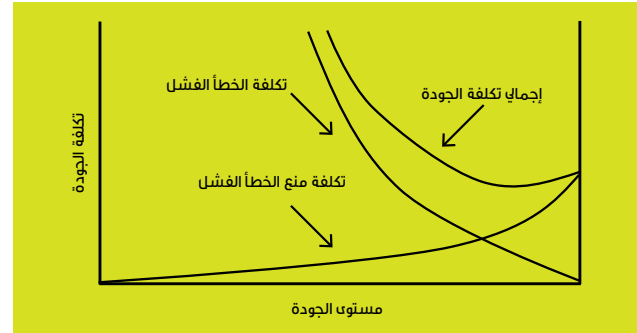 تكلفة الخطأ الفشل
إجمالي تكلفة الجودة
تكلفة منع الخطأ الفشل
تكلفة الجودة
مستوى الجودة